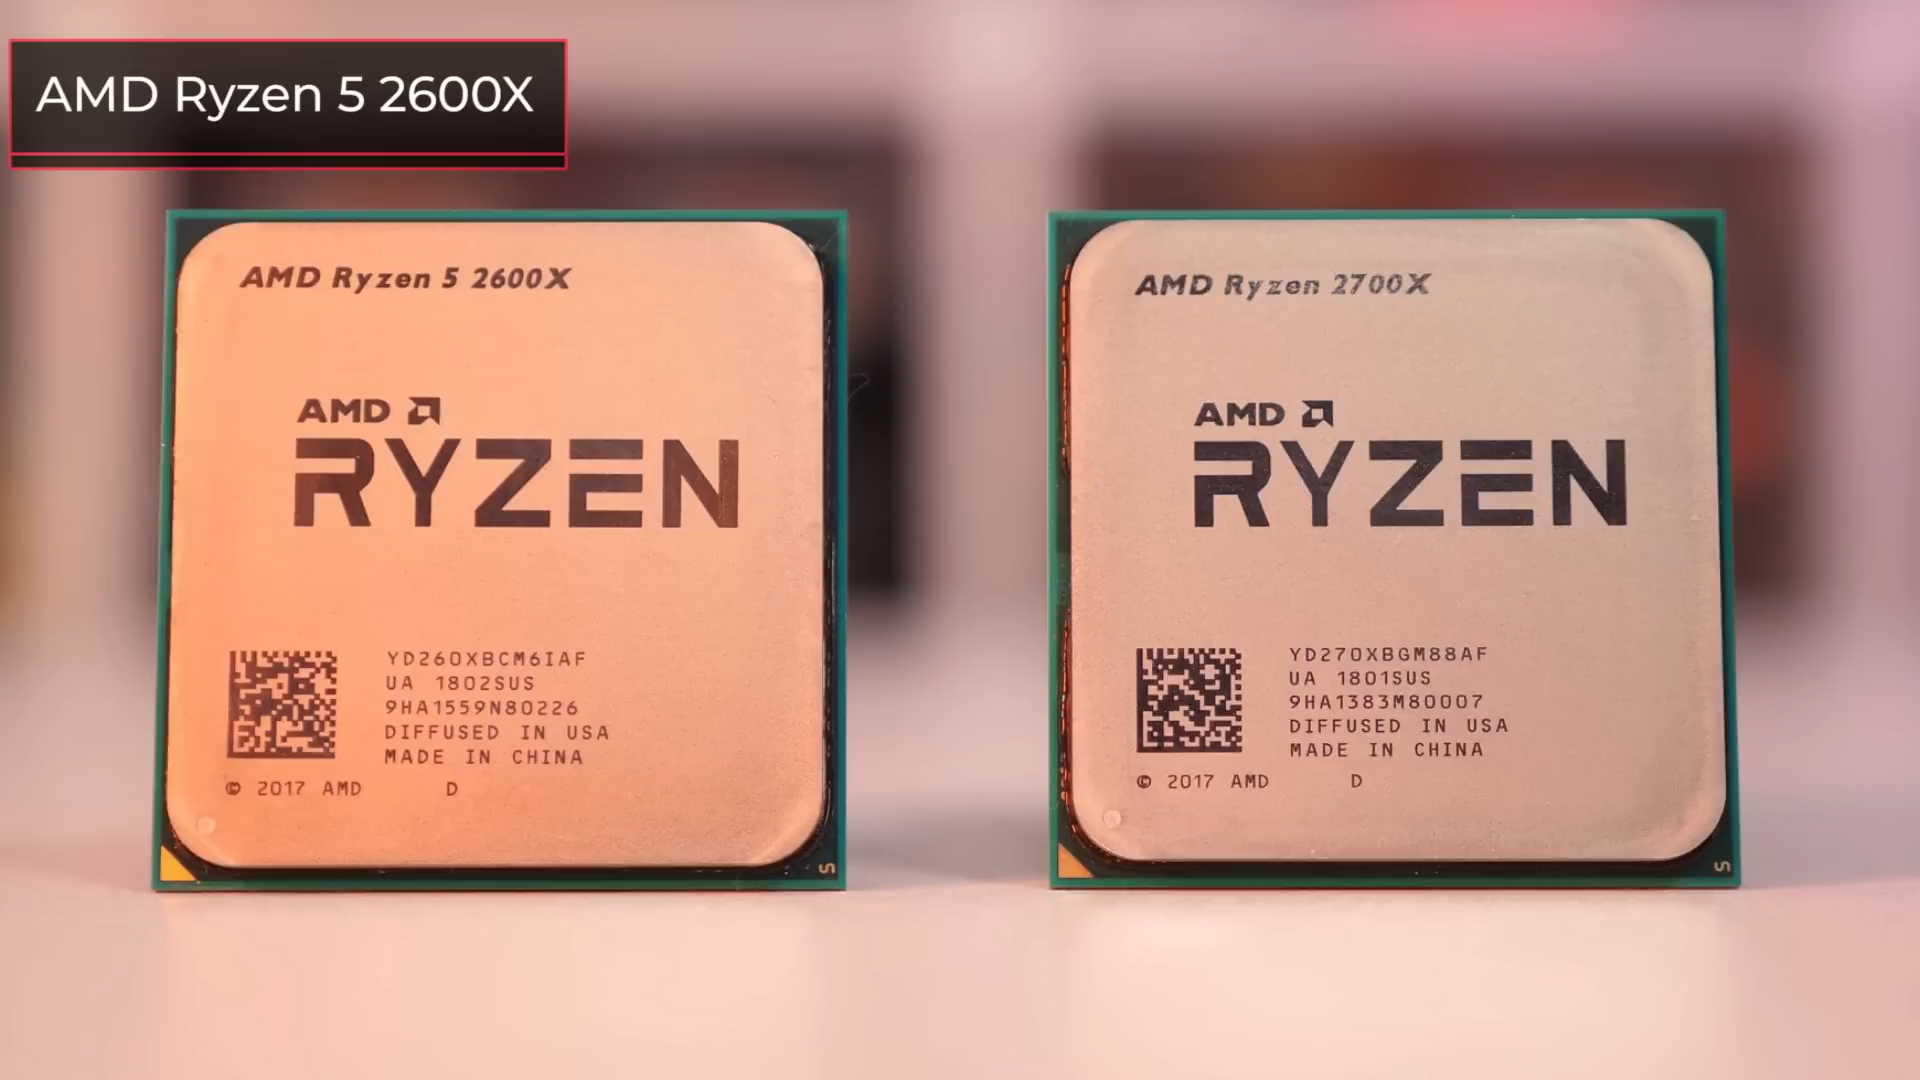 AMD Ryzen 5 2600X
AMD Ryzen 5 2600X
AMD
RYZEN
YD260XBCM6IAF
UA 1802SUS
9HA1559N80226
DIFFUSED IN USA
MADE IN CHINA
© 2017 AMD D
S
AMD Ryzen 2700X
AMD
RYZEN
YD270XBGM88AF
UA 1801SUS
9HA1383M80007
DIFFUSED IN USA
MADE IN CHINA
© 2017 AMD D
S